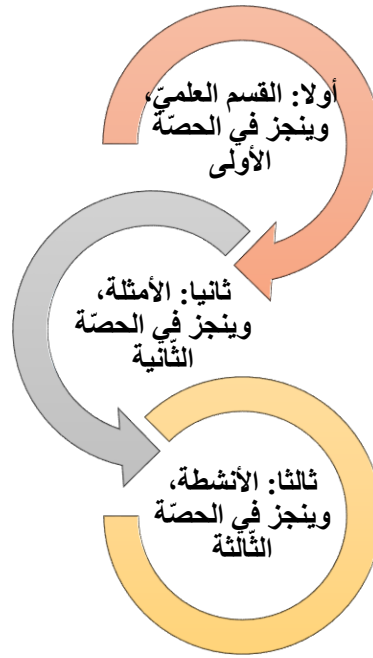 أولا: القسم العلميّ،
وينجز في الحصّة
الأولى
ثانيا: الأمثلة،
وينجز في الحصّة
الثّانية
ثالثا: الأنشطة،
وينجز في الحصّة
الثّالثة